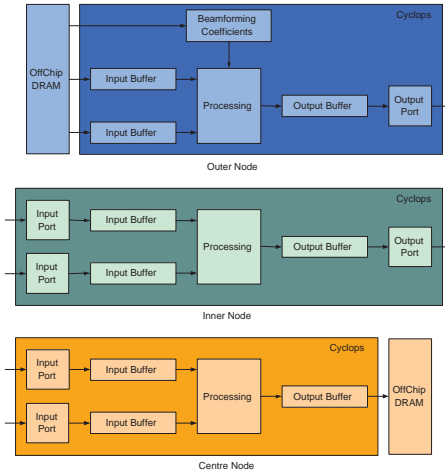 Cyclops
Beamforming
Coefficients
OffChip
DRAM
Input Buffer
Processing
Output Buffer
Output
Port
Input Buffer
Outer Node
Cyclops
Input
Port
Input Buffer
Processing
Output Buffer
Output
Port
Input
Port
Input Buffer
Inner Node
Cyclops
Input
Port
Input Buffer
Processing
Output Buffer
OffChip
DRAM
Input
Port
Input Buffer
Centre Node